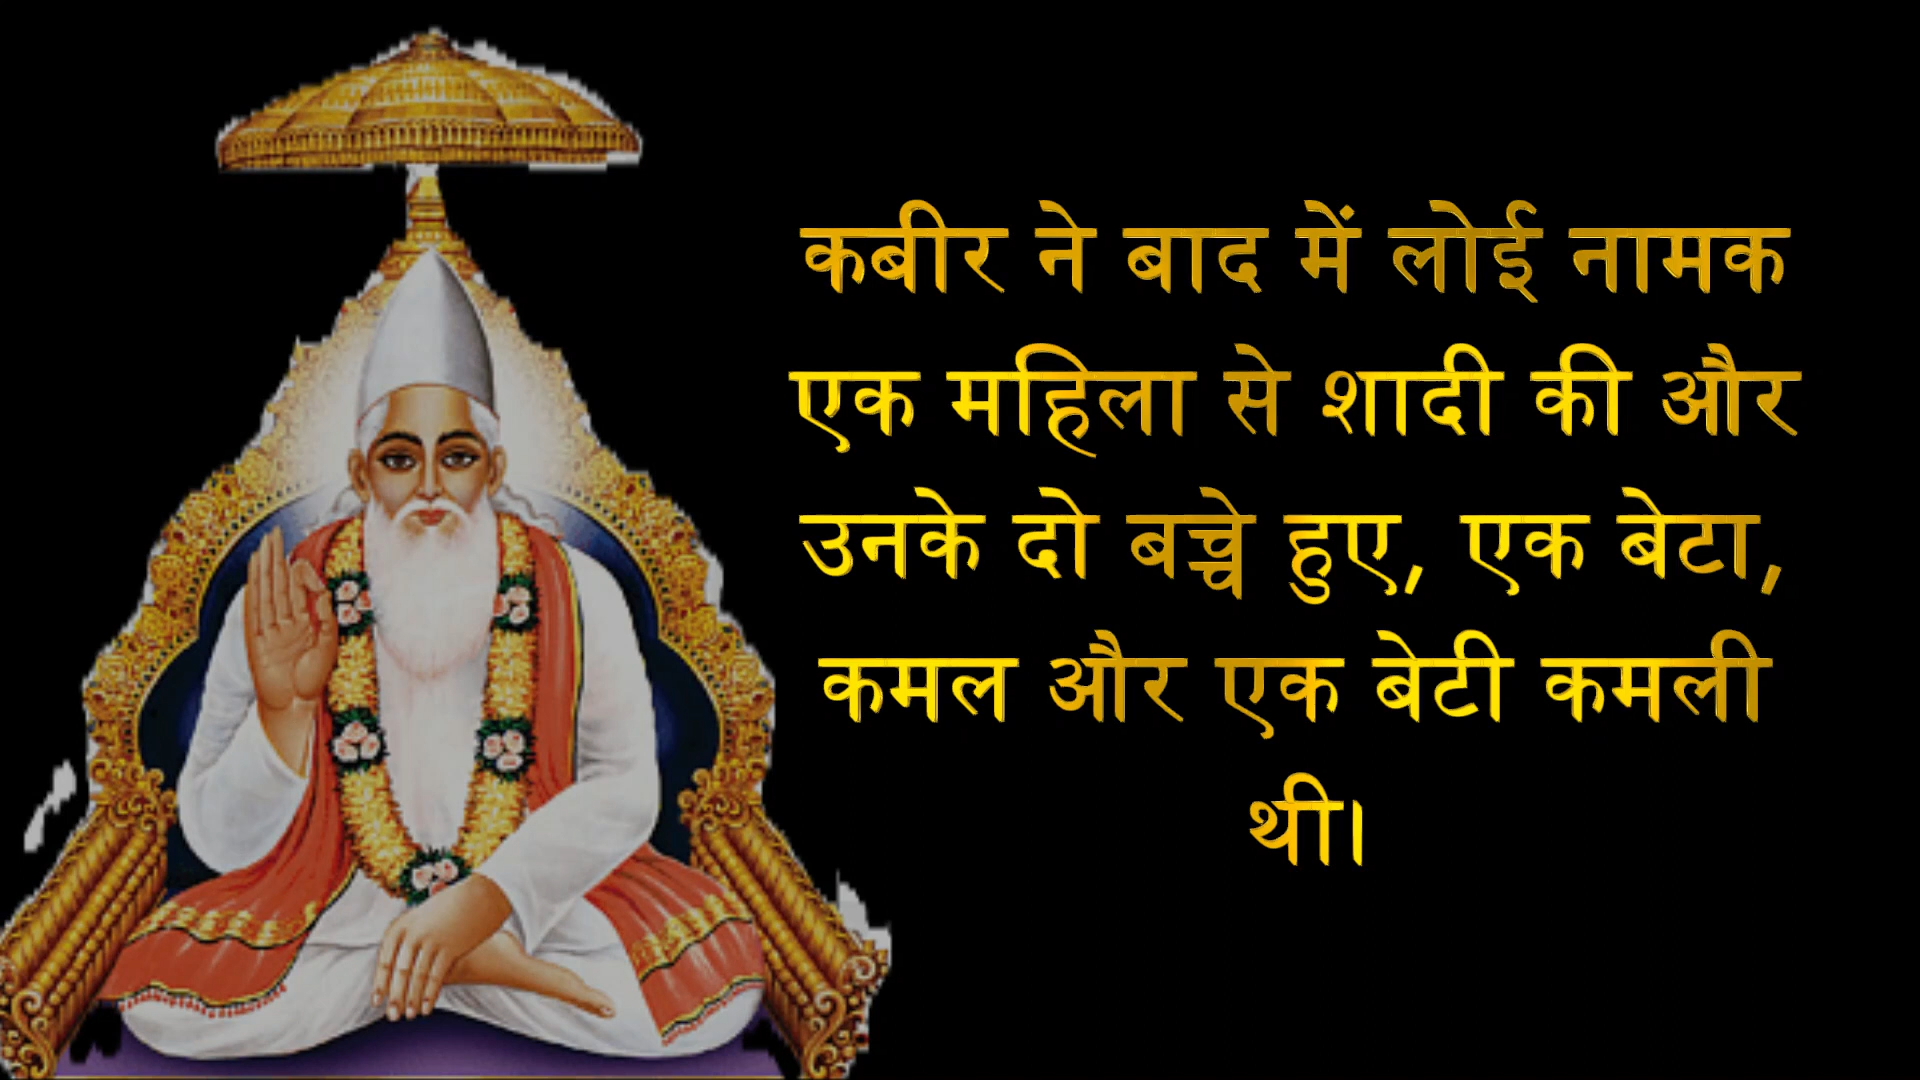 कबीर ने बाद में लोई नामक
एक महिला से शादी की और
उनके दो बच्चे हुए, एक बेटा,
कमल और एक बेटी कमली
थी।